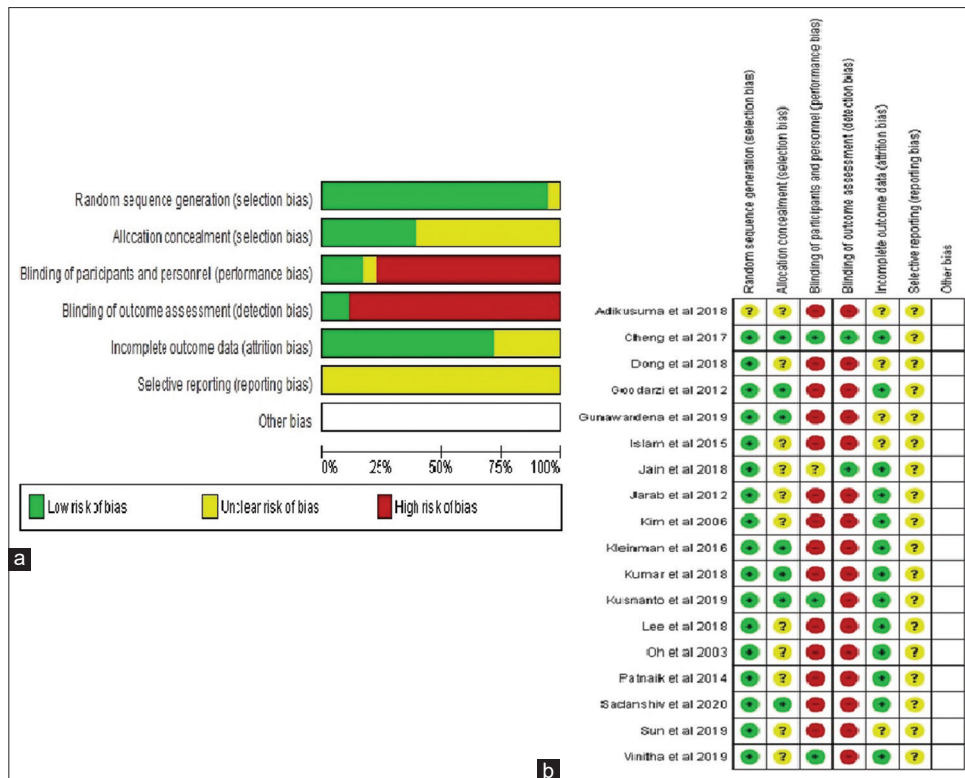 Random sequence generation (selection bias)
Allocation concealment (selection bias)
Blinding of participants and personnel (performance bias)
Blinding of outcome assessment (detection bias)
Incomplete outcome data (attrition bias)
Selective reporting (reporting bias)
Other bias
0% 25% 50% 75% 100%
Low risk of bias Unclear risk of bias High risk of bias
a
Random sequence generation (selection bias)
Allocation concealment (selection bias)
Blinding of participants and personnel (performance bias)
Blinding of outcome assessment (detection bias)
Incomplete outcome data (attrition bias)
Selective reporting (reporting bias)
Other bias
Adikusuma et al 2018 ? ? - - ? ?
Cheng 2017 + + + + + ?
Dong 2018 + ? - - ? ?
Goodarzi et al 2012 + + - - + ?
Gunawardena et al 2019 + + - - ? ?
Islam et al 2015 + ? - - ? ?
Jain et al 2018 + ? ? + + ?
Jarab et al 2012 + ? - - + ?
Kim et al 2006 + ? - - + ?
Kleinman et al 2016 + + - - + ?
Kumar et al 2018 + + - - + ?
Kusmanto et al 2019 + + + - + ?
Lee et al 2018 + ? - - + ?
Oh et al 2003 + ? - - + ?
Patnaik et al 2014 + ? - - + ?
Sadanshiv et al 2020 + + - - + ?
Sun et al 2019 + ? - - ? ?
Vinitha et al 2019 + ? + - + ?
b